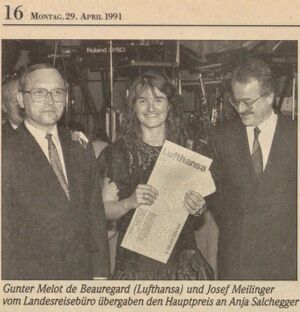 16 MONTAG, 29. APRIL 1991
Roland D50
Lufthansa
Gunter Melot de Beauregard (Lufthansa) und Josef Meilinger
vom Landesreisebüro übergaben den Hauptpreis an Anja Salchegger